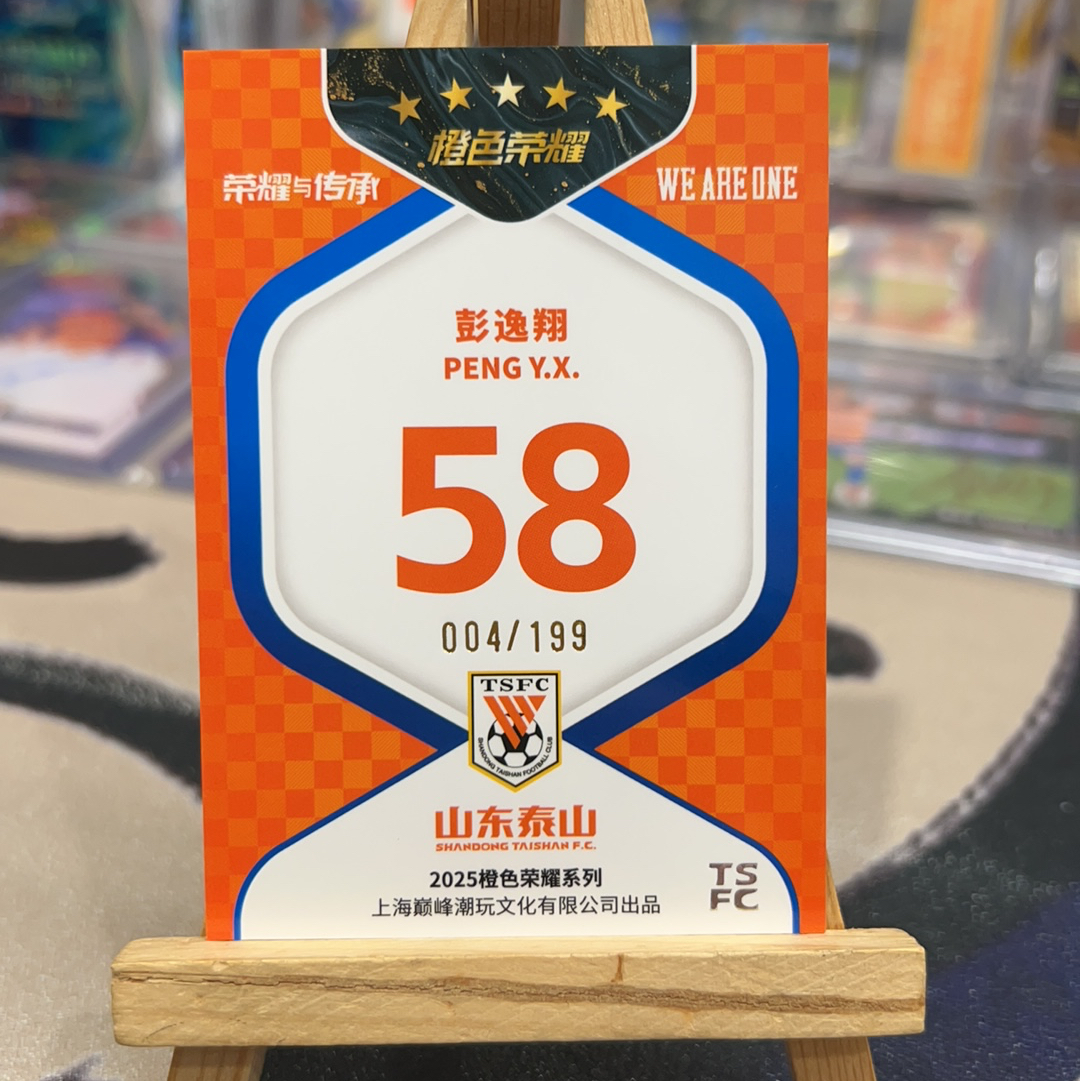 橙色荣耀
荣耀与传承
WE ARE ONE
彭逸翔
PENG Y.X.
58
004/199
TSFC
SHANDONG TAISHAN FOOTBALL CLUB
山东泰山
SHANDONG TAISHAN F.C.
2025橙色荣耀系列
上海巅峰潮玩文化有限公司出品
TS
FC